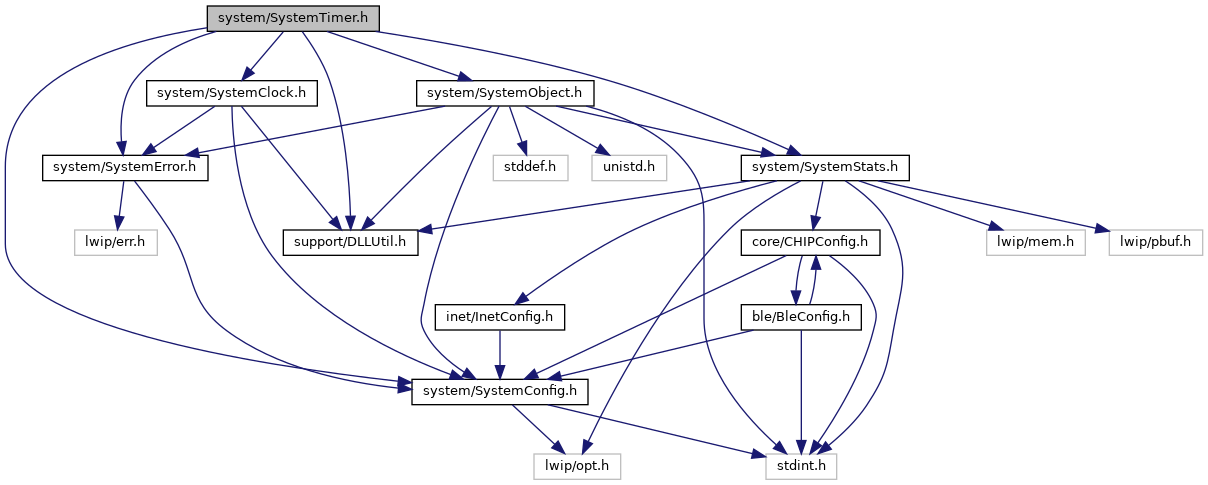 system/SystemTimer.h
system/SystemClock.h
system/SystemObject.h
system/SystemError.h
stddef.h
unistd.h
system/SystemStats.h
lwip/err.h
support/DLLUtil.h
core/CHIPConfig.h
lwip/mem.h
lwip/pbuf.h
inet/InetConfig.h
ble/BleConfig.h
system/SystemConfig.h
lwip/opt.h
stdint.h